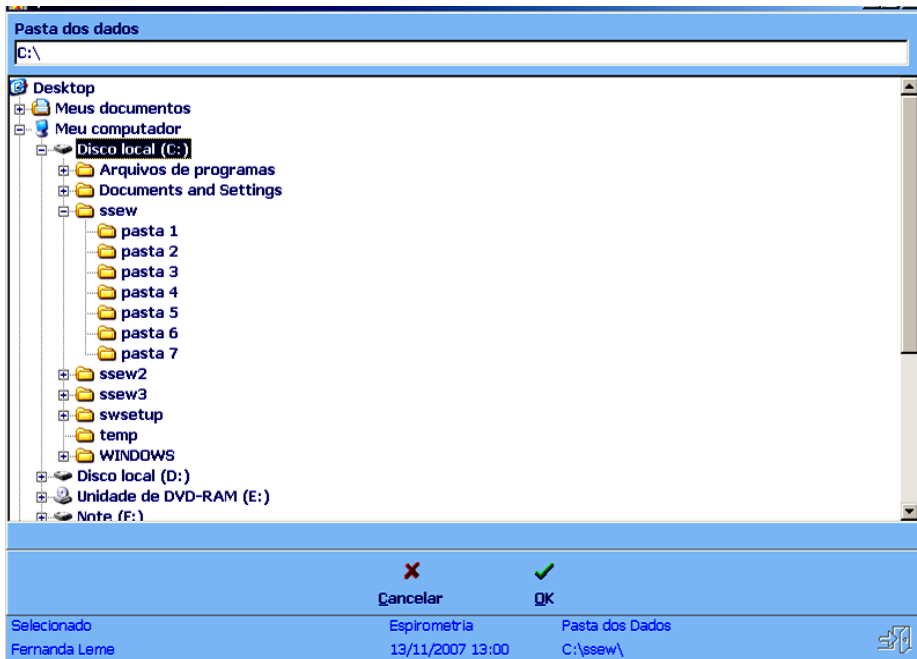 Pasta dos dados
C:\
Desktop
Meus documentos
Meu computador
Disco local (C:)
Arquivos de programas
Documents and Settings
ssew
pasta 1
pasta 2
pasta 3
pasta 4
pasta 5
pasta 6
pasta 7
ssew2
ssew3
swsetup
temp
WINDOWS
Disco local (D:)
Unidade de DVD-RAM (E:)
Note (F:)
Cancelar OK
Selecionado Espirometria Pasta dos Dados
Fernanda Leme 13/11/2007 13:00 C:\ssew\